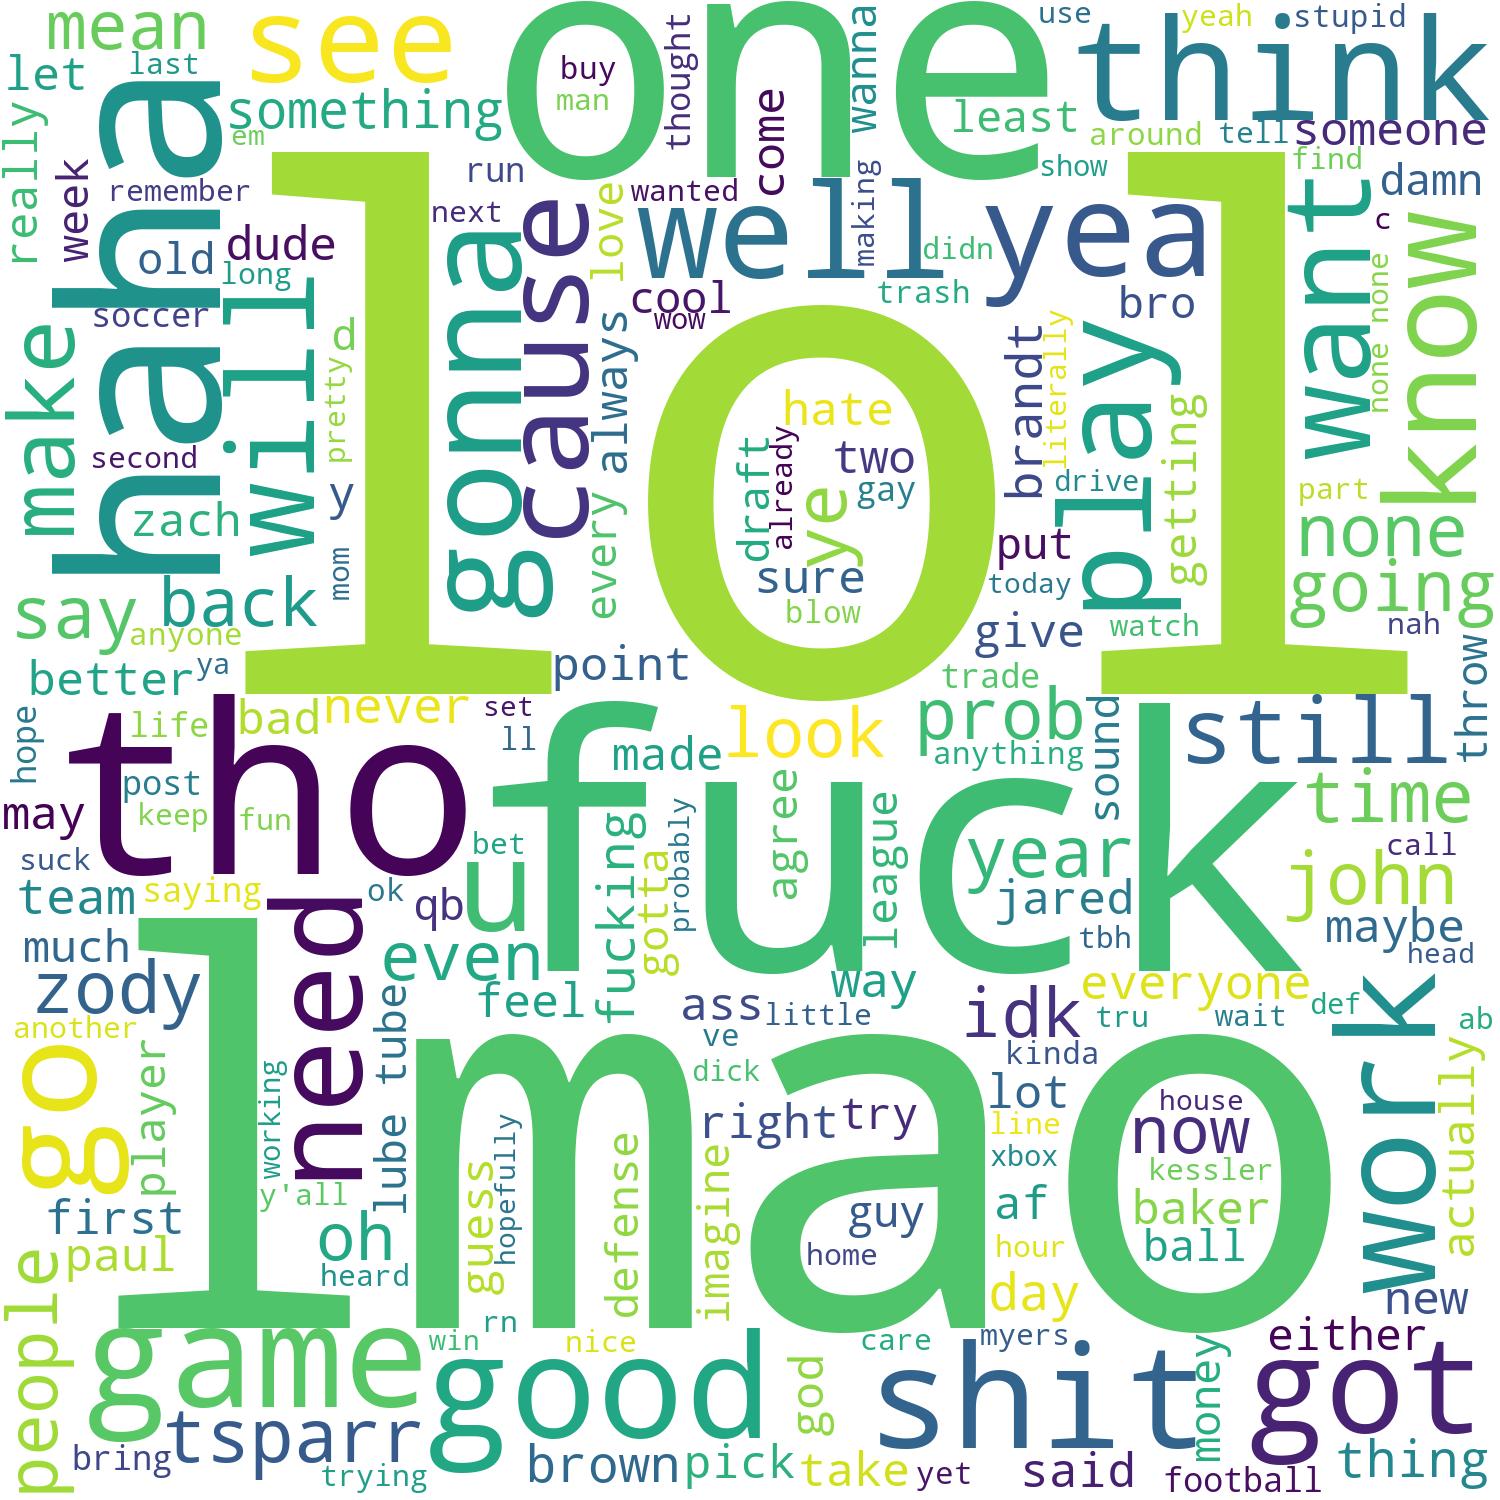 mean
see
one
use
yeah
stupid
let
last
think
buy
man
thought
wanna
something
em
least
around
tell
someone
really
haha
come
show
find
week
remember
run
wanted
damn
lol
next
love
well
making
yea
want
c
know
old
dude
long
didn
cause
gonna
trash
cool
wow
bro
none none
soccer
will
make
d
pretty
always
brandt
literally
play
getting
hate
second
two
draft
already
gay
drive
part
zach
y
ye
every
put
none
sure
today
going
mom
back
say
blow
anyone
give
watch
nah
better
ya
point
trade
throw
hope
life
bad
never
set
ll
tho
fuck
look
prob
still
made
anything
sound
post
may
keep
fun
agree
time
suck
bet
fucking
probably
league
year
call
team
saying
need
ok
qb
u
gotta
jared
john
much
even
tbh
maybe
head
zody
lube tube
feel
way
everyone
ass
little
idk
tru
wait
def
ab
another
go
ve
kinda
work
player
working
lmao
dick
lot
actually
hopefully
defense
right
try
line
house
now
guess
imagine
xbox
kessler
first
y'all
guy
af
baker
people
paul
oh
heard
home
hour
ball
day
new
game
rn
win
nice
care
myers
either
good
god
shit
money
got
tsparr
bring
trying
brown
pick
take
yet
said
football
thing